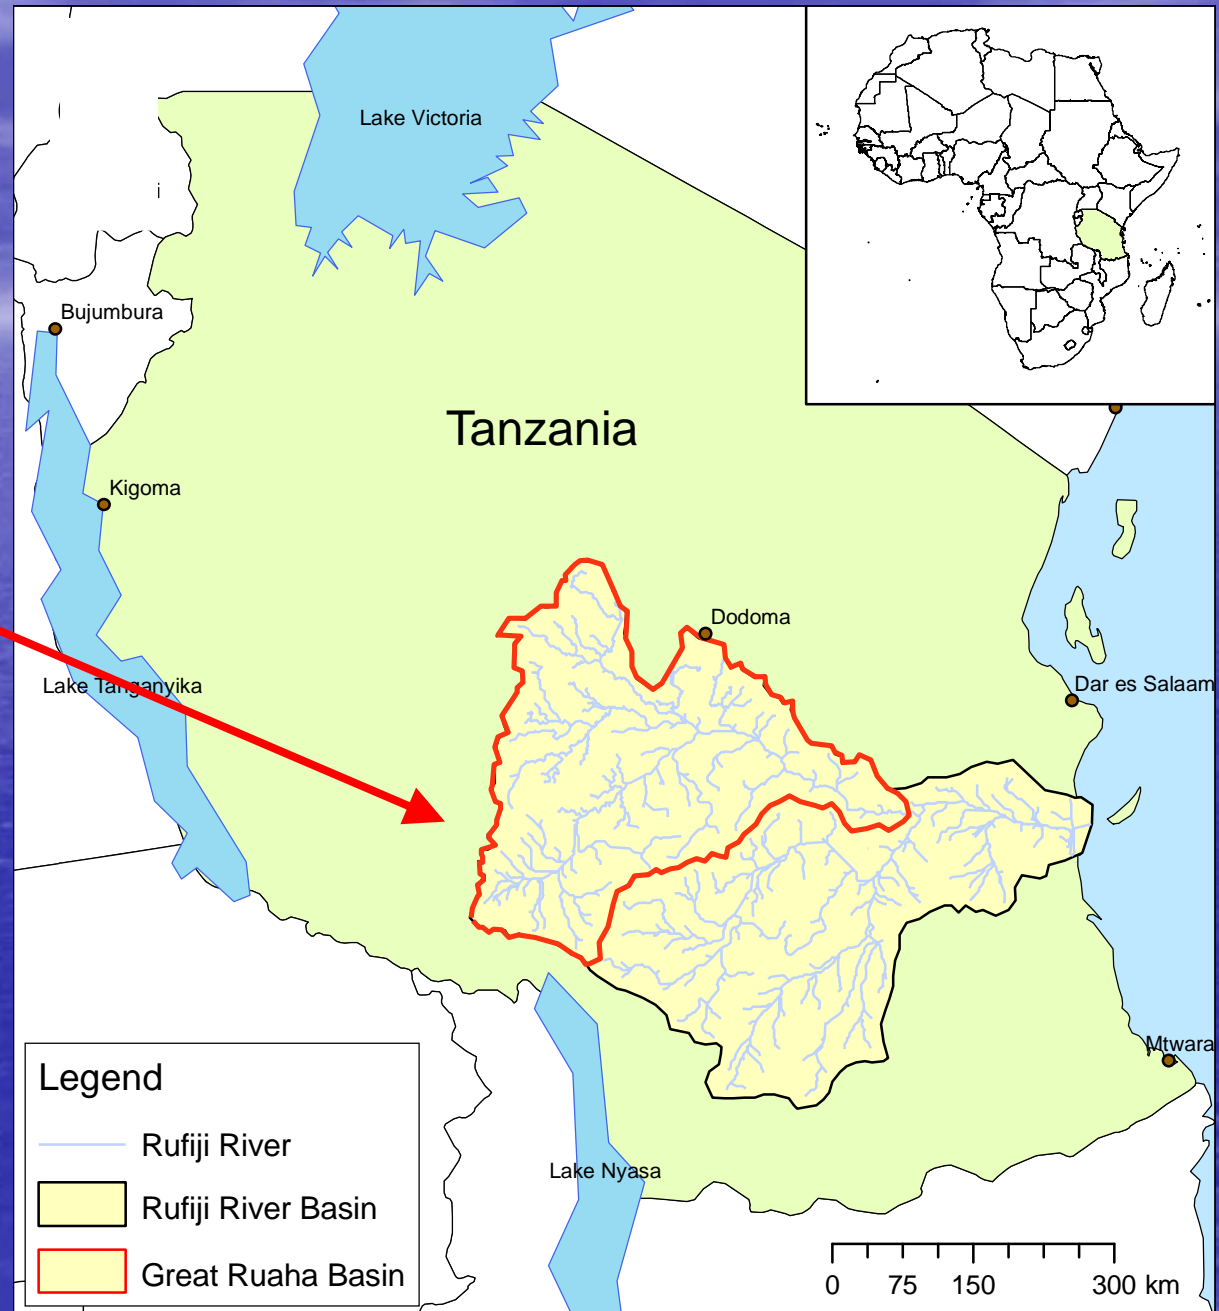 Lake Victoria
i
Bujumbura
Tanzania
Kigoma
Dodoma
Dar es Salaam
Lake Tanganyika
Mtwara
Legend
Rufiji River
Lake Nyasa
Rufiji River Basin
Great Ruaha Basin
0 75 150 300 km